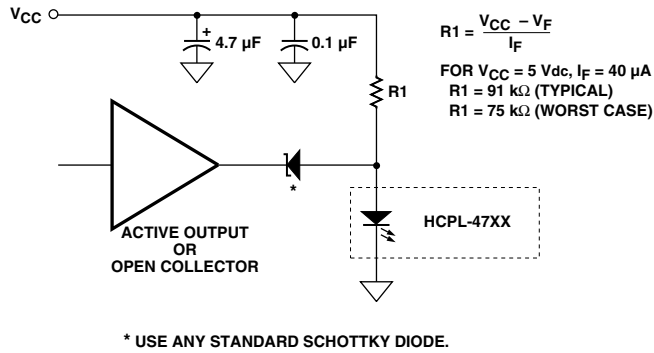 VCC
+
4.7 µF
0.1 µF
R1
R1 = VCC – VF
IF
FOR VCC = 5 Vdc, IF = 40 µA
R1 = 91 kΩ (TYPICAL)
R1 = 75 kΩ (WORST CASE)
*
HCPL-47XX
ACTIVE OUTPUT
OR
OPEN COLLECTOR
* USE ANY STANDARD SCHOTTKY DIODE.